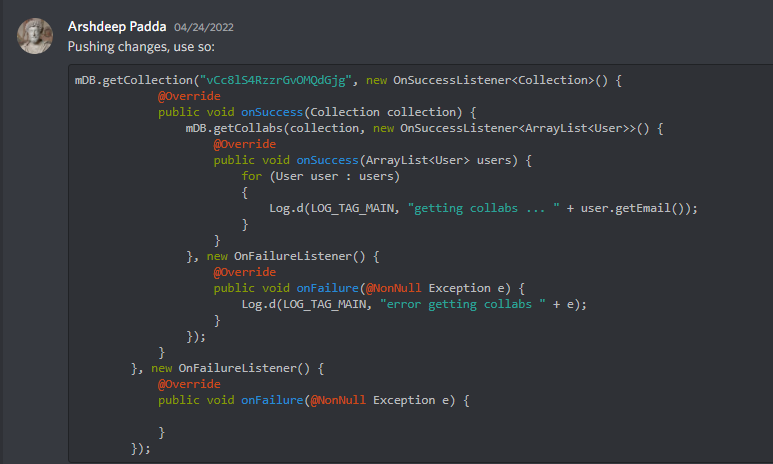 Arshdeep Padda 04/24/2022
Pushing changes, use so:
mDB.getCollection("vCc8lS4RzzrGvOMQdGjg", new OnSuccessListener<Collection>() {
            @Override
            public void onSuccess(Collection collection) {
                mDB.getCollabs(collection, new OnSuccessListener<ArrayList<User>>() {
                    @Override
                    public void onSuccess(ArrayList<User> users) {
                        for (User user : users)
                        {
                            Log.d(LOG_TAG_MAIN, "getting collabs ... " + user.getEmail());
                        }
                    }
                }, new OnFailureListener() {
                    @Override
                    public void onFailure(@NonNull Exception e) {
                        Log.d(LOG_TAG_MAIN, "error getting collabs " + e);
                    }
                });
            }
        }, new OnFailureListener() {
            @Override
            public void onFailure(@NonNull Exception e) {

            }
        });